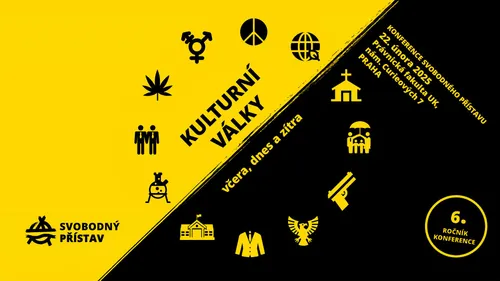 KULTURNÍ
VÁLKY
včera, dnes a zítra
KONFERENCE SVOBODNÉHO PŘÍSTAVU
22. února 2025
Právnická fakulta UK,
nám. Curieových 7
PRAHA
SVOBODNÝ
PŘÍSTAV
6.
ROČNÍK
KONFERENCE